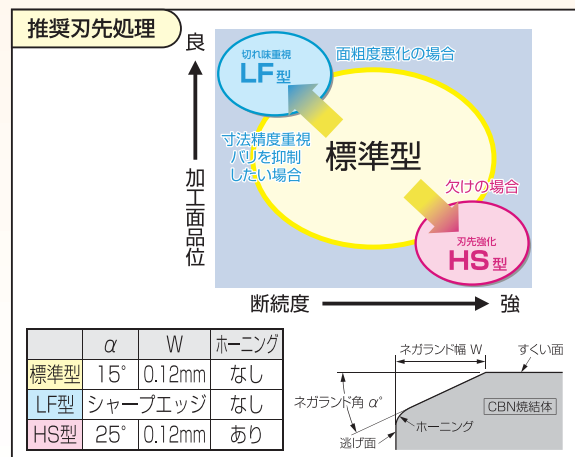 推奨刃先処理
良
加工面品位
切れ味重視
LF型
面粗度悪化の場合
寸法精度重視
バリを抑制
したい場合
標準型
欠けの場合
刃先強化
HS型
断続度
強
α W ホーニング
標準型 15° 0.12mm なし
LF型 シャープエッジ なし
HS型 25° 0.12mm あり
ネガランド幅 W
すくい面
ネガランド角 α°
CBN焼結体
ホーニング
逃げ面